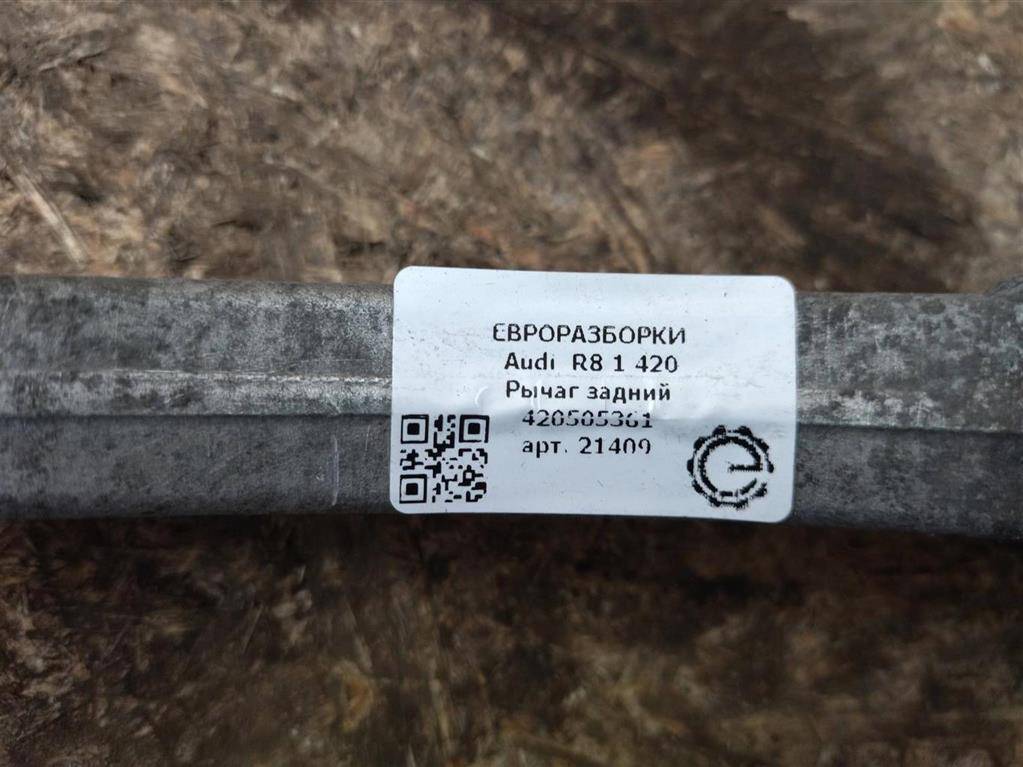 ЕВРОРАЗБОРКИ
Audi R8 1 420
Рычаг задний
420505361
арт. 21409